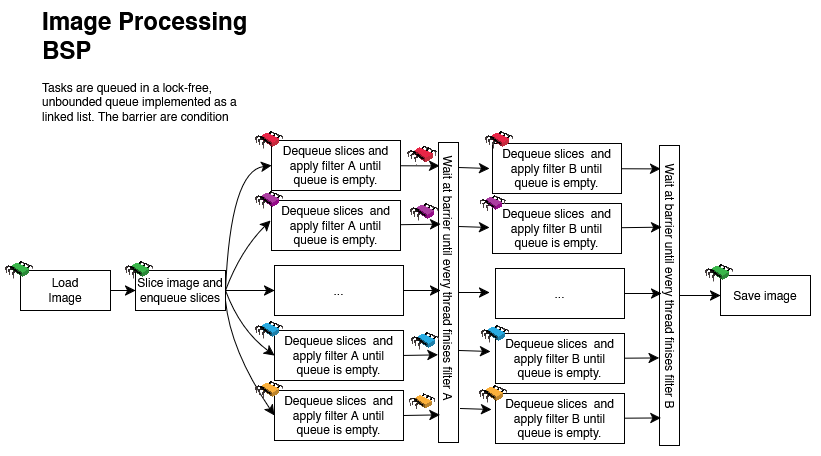 Image Processing
BSP
Tasks are queued in a lock-free,
unbounded queue implemented as a
linked list. The barrier are condition
Load
Image
Slice image and
enqueue slices
Dequeue slices and
apply filter A until
queue is empty.
Dequeue slices and
apply filter A until
queue is empty.
...
Dequeue slices and
apply filter A until
queue is empty.
Dequeue slices and
apply filter A until
queue is empty.
Wait at barrier until every thread finises filter A
Dequeue slices and
apply filter B until
queue is empty.
Dequeue slices and
apply filter B until
queue is empty.
...
Dequeue slices and
apply filter B until
queue is empty.
Dequeue slices and
apply filter B until
queue is empty.
Wait at barrier until every thread finises filter B
Save image